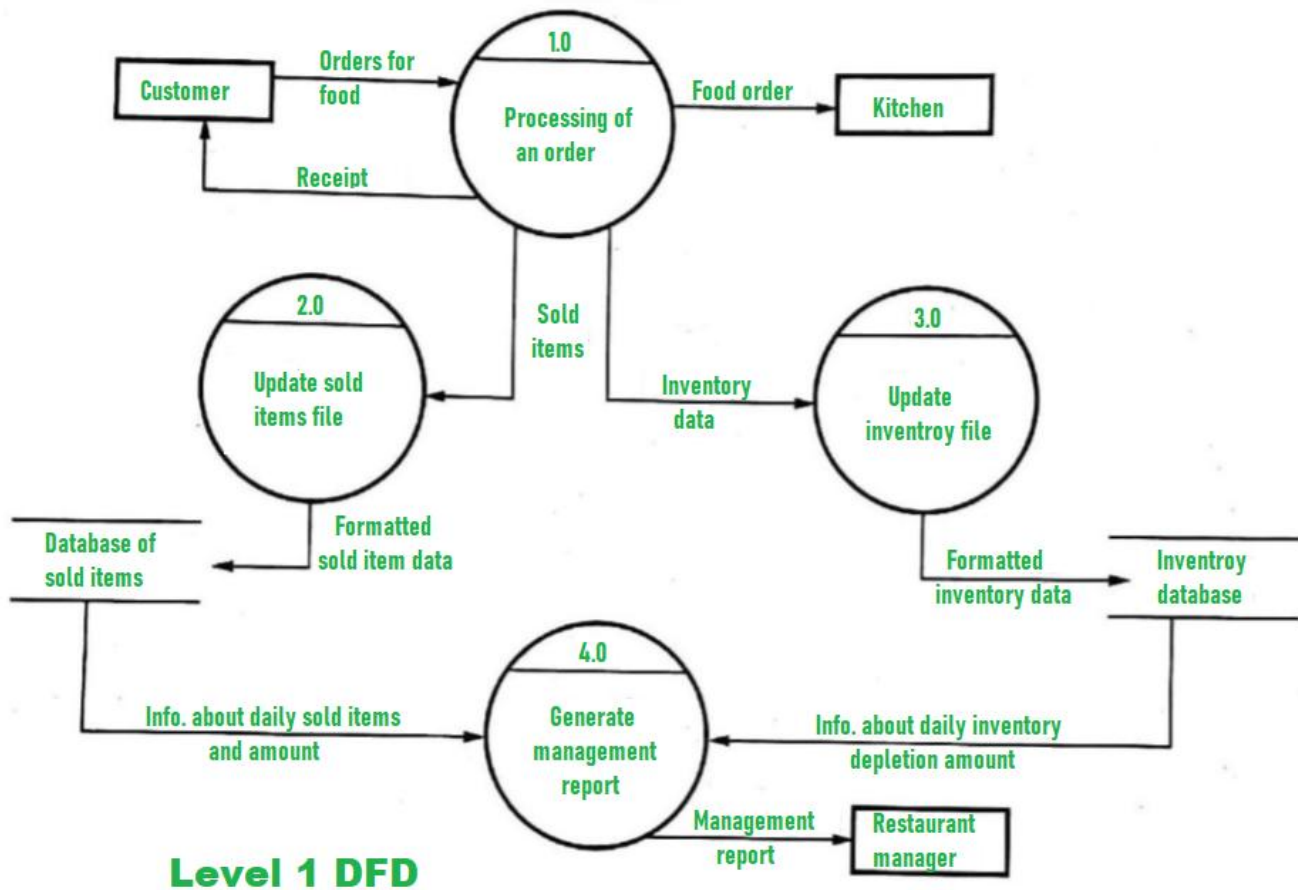 1.0
Customer
Orders for
food
Processing of
an order
Food order
Kitchen
Receipt
2.0
Update sold
items file
Sold
items
Inventory
data
3.0
Update
inventroy file
Database of
sold items
Formatted
sold item data
Formatted
inventory data
Inventroy
database
4.0
Generate
management
report
Info. about daily sold items
and amount
Info. about daily inventory
depletion amount
Management
report
Restaurant
manager
Level 1 DFD